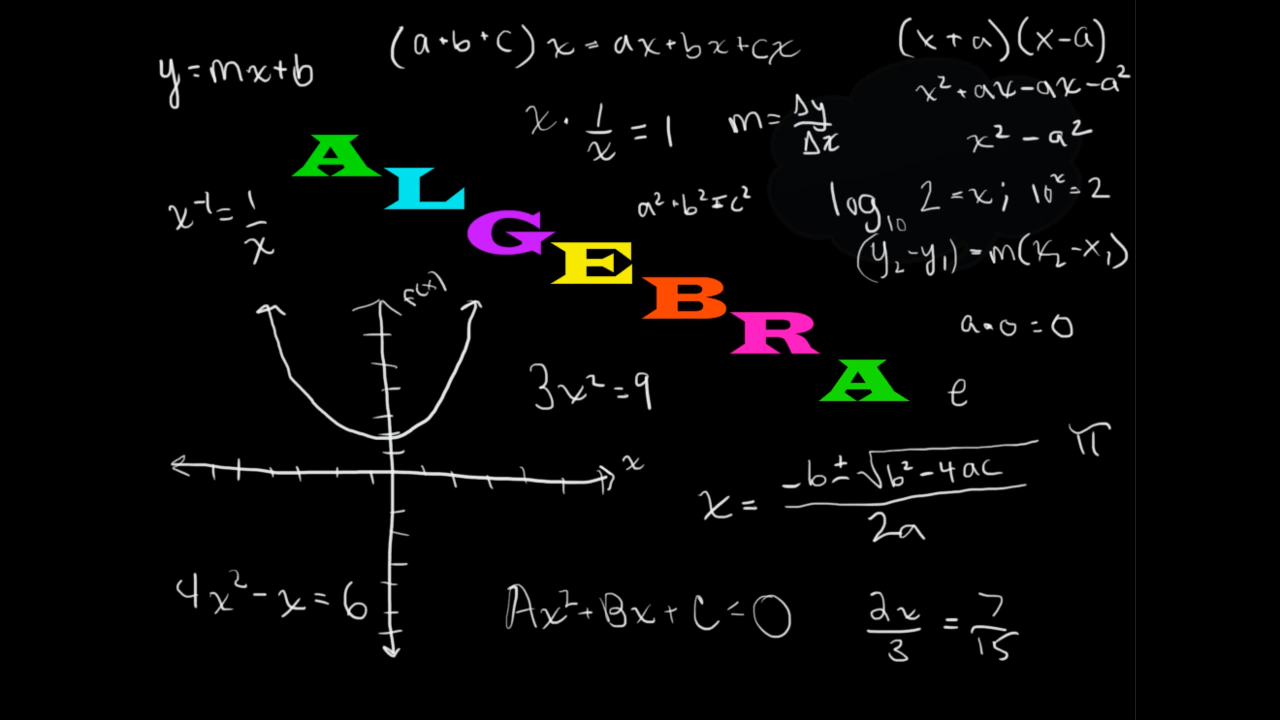 y = mx + b
(a + b + c) x = ax + bx + cx
(x + a)(x - a)
x² + ax - ax - a²
x² - a²
x · 1/x = 1
m = Δy/Δx
ALGEBRA
x⁻¹ = 1/x
a² + b² = c²
log₁₀ 2 = x; 10ˣ = 2
(y₂ - y₁) = m(x₂ - x₁)
f(x)
a · 0 = 0
3x² = 9
e
π
x
x = -b ± √b² - 4ac / 2a
4x² - x = 6
Ax² + Bx + C = 0
2x/3 = 7/15